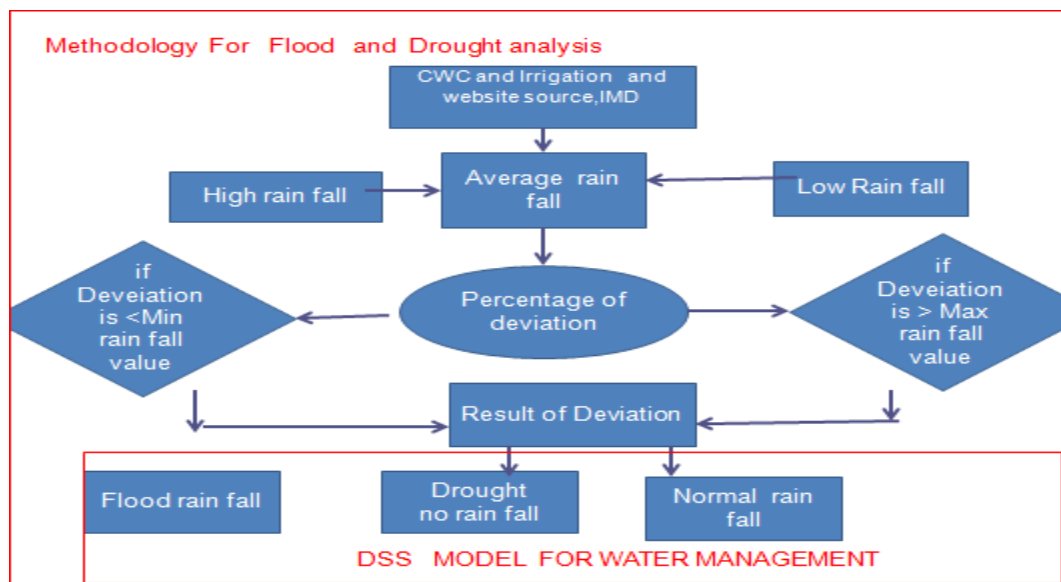 Methodology For Flood and Drought analysis
CWC and Irrigation and
website source,IMD
High rain fall
Average rain
fall
Low Rain fall
if
Deveiation
is <Min
rain fall
value
Percentage of
deviation
if
Deveiation
is > Max
rain fall
value
Result of Deviation
Flood rain fall
Drought
no rain fall
Normal rain
fall
DSS MODEL FOR WATER MANAGEMENT